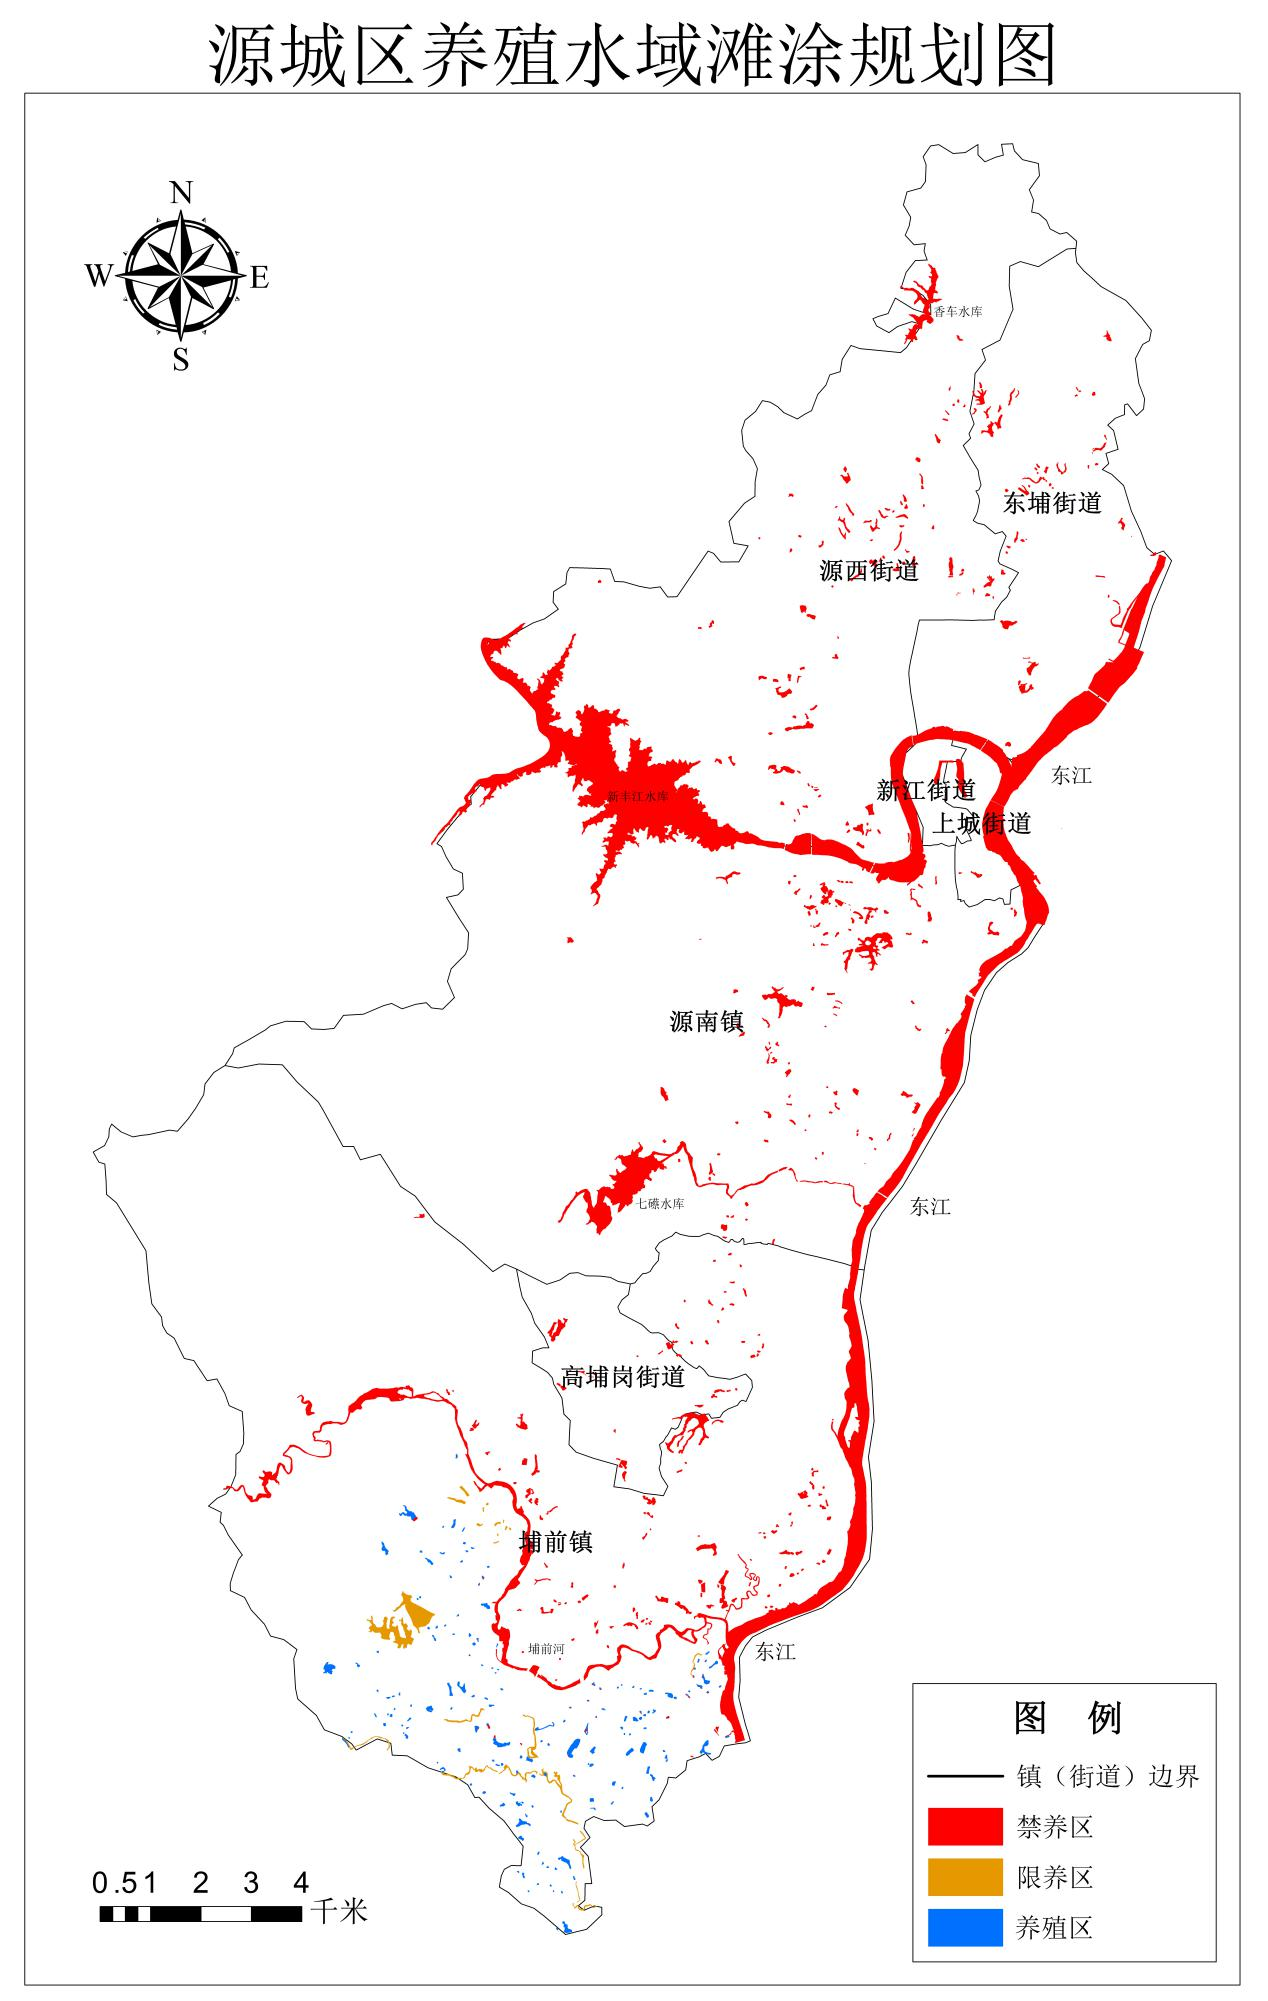 源城区养殖水域滩涂规划图
N
W
E
S
香车水库
东埔街道
源西街道
东江
新江街道
新丰江水库
上城街道
源南镇
七礤水库
东江
高埔岗街道
埔前镇
埔前河
东江
图 例
镇（街道）边界
禁养区
限养区
养殖区
0 .5 1 2 3 4
千米